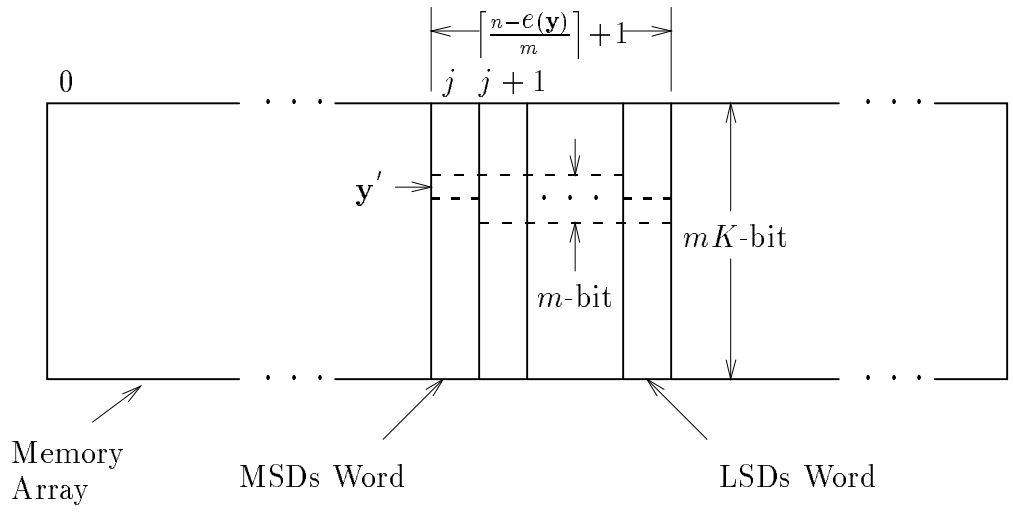 ⌈(n−e(y))/m⌉+1
0
j j + 1
. . .
. . .
y′
. . .
mK-bit
m-bit
. . .
. . .
Memory
Array
MSDs Word
LSDs Word